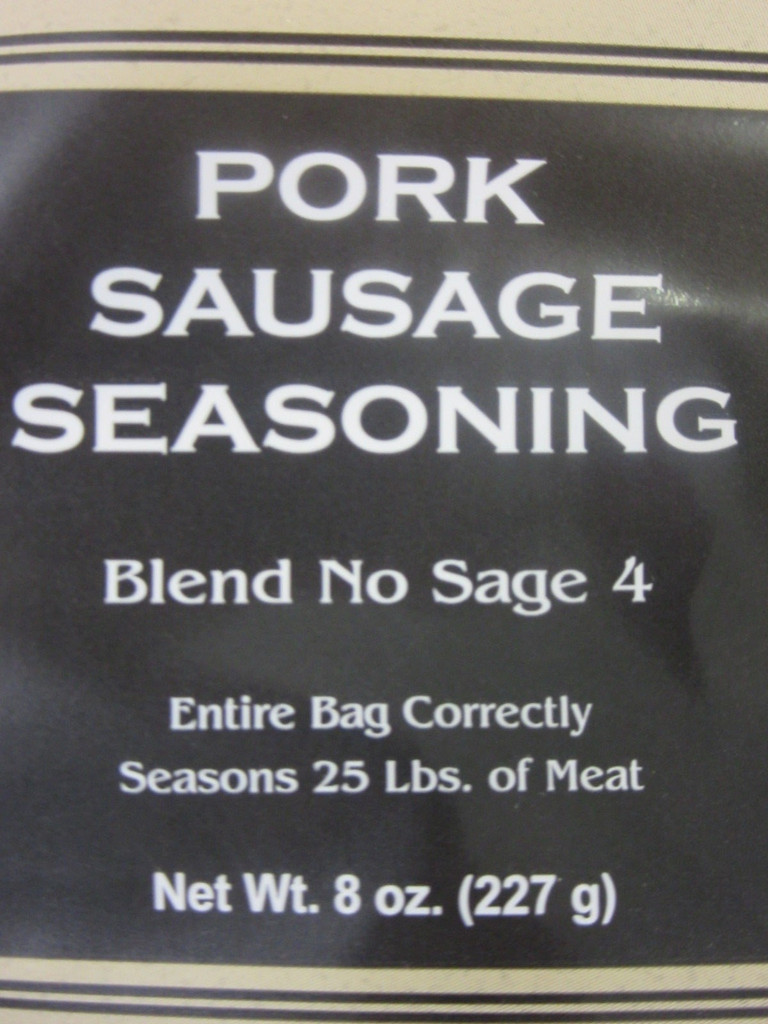 PORK
SAUSAGE
SEASONING
Blend No Sage 4
Entire Bag Correctly
Seasons 25 Lbs. of Meat
Net Wt. 8 oz. (227 g)